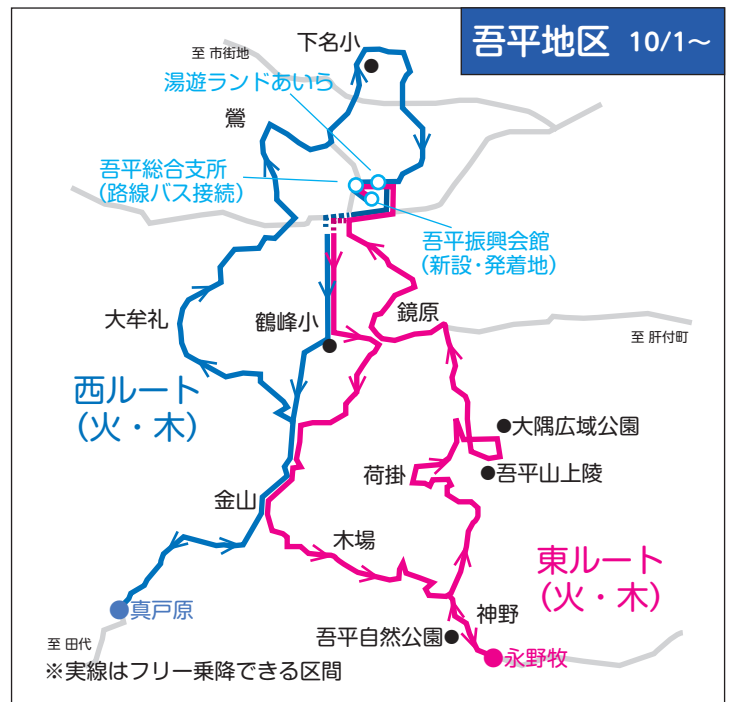 吾平地区 10/1〜
下名小
至 市街地
湯遊ランドあいら
鶯
吾平総合支所
(路線バス接続)
吾平振興会館
(新設・発着地)
大牟礼
鶴峰小
鏡原
至 肝付町
西ルート
(火・木)
大隅広域公園
荷掛
吾平山上陵
金山
木場
東ルート
(火・木)
真戸原
神野
吾平自然公園
至 田代
永野牧
※実線はフリー乗降できる区間